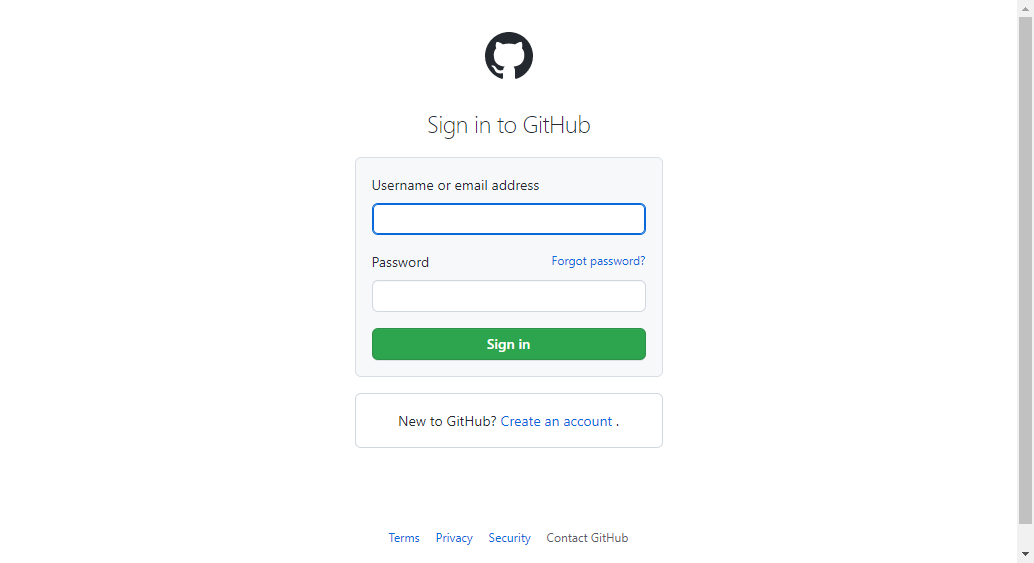 Sign in to GitHub
Username or email address
Password Forgot password?
Sign in
New to GitHub? Create an account .
Terms Privacy Security Contact GitHub